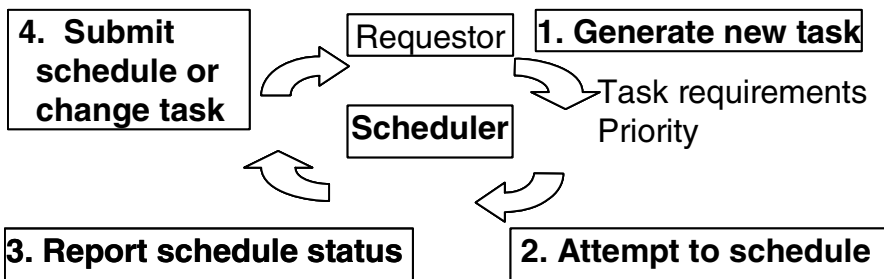 4. Submit
schedule or
change task
Requestor
1. Generate new task
Task requirements
Priority
Scheduler
3. Report schedule status
2. Attempt to schedule